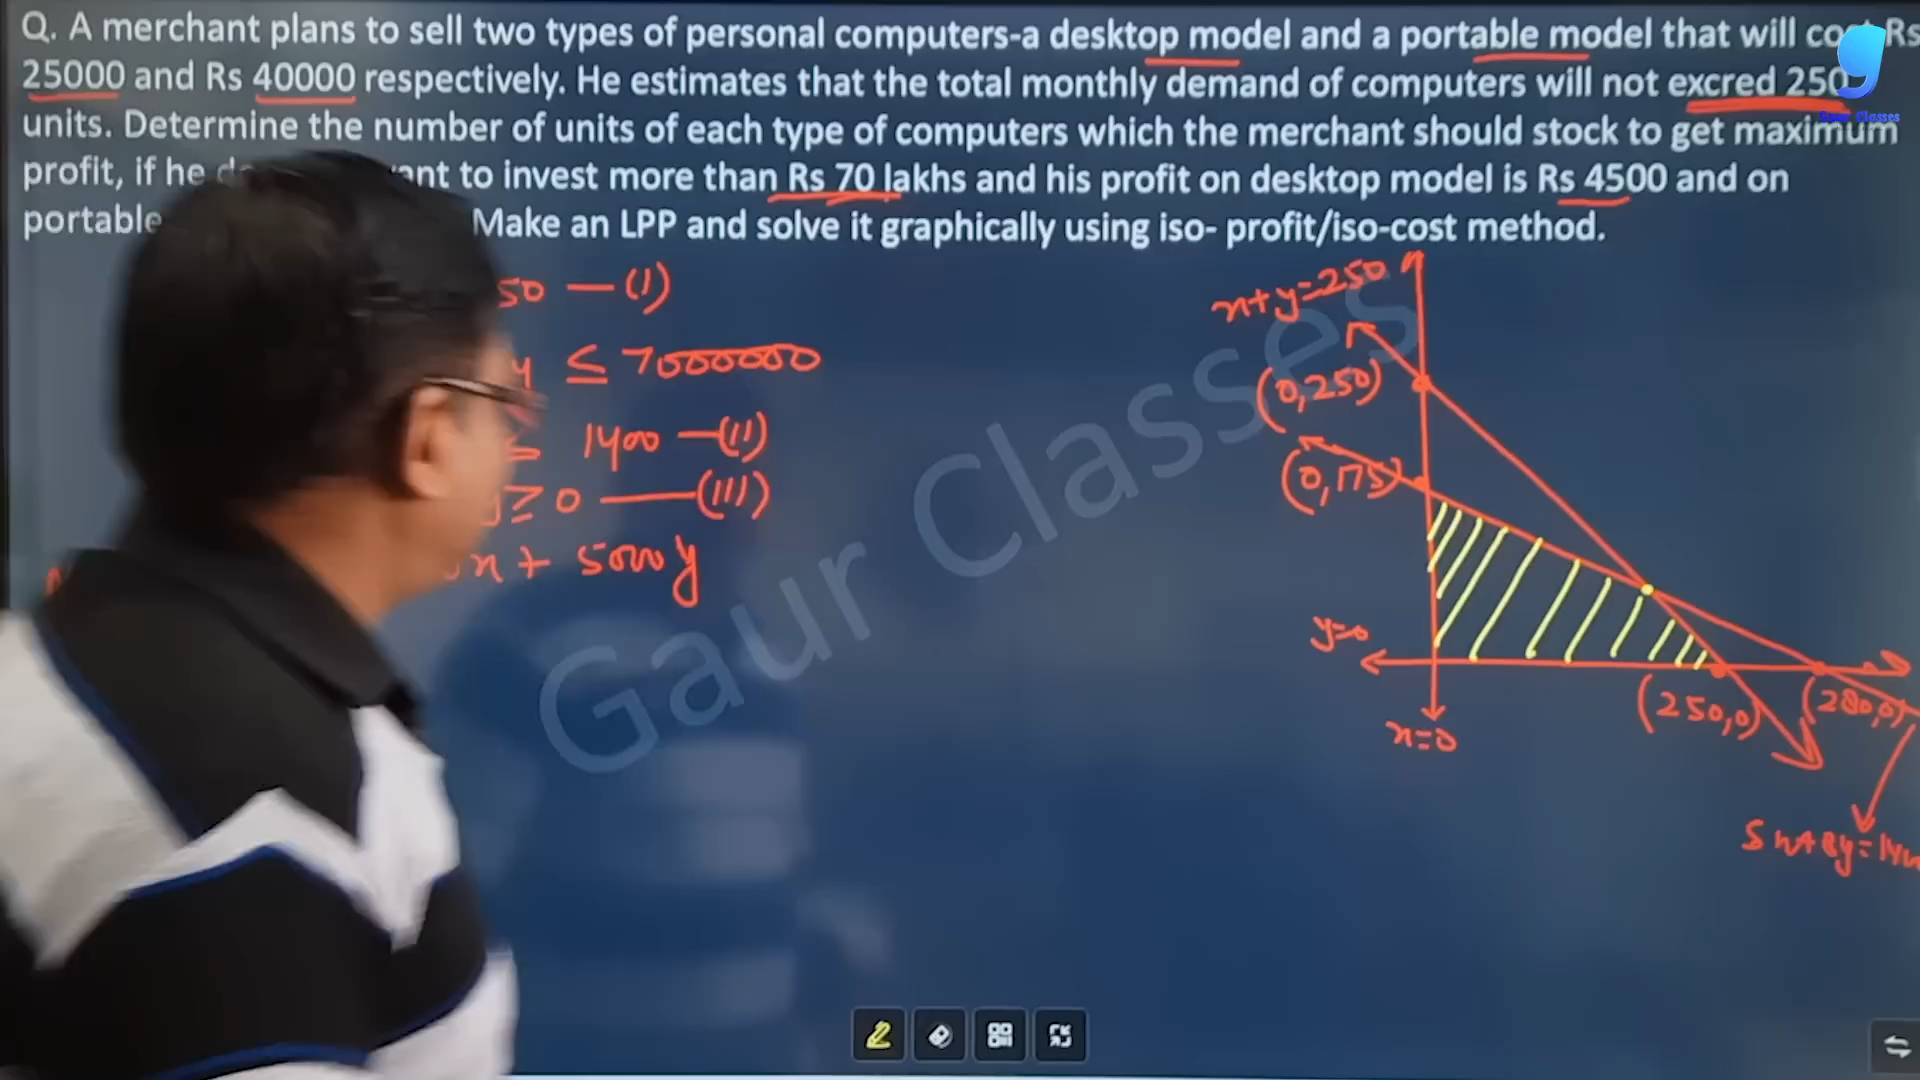 Q. A merchant plans to sell two types of personal computers-a desktop model and a portable model that will Rs
25000 and Rs 40000 respectively. He estimates that the total monthly demand of computers will not excred 250
units. Determine the number of units of each type of computers which the merchant should stock to get maximum
profit, if he to invest more than Rs 70 lakhs and his profit on desktop model is Rs 4500 and on
portable Make an LPP and solve it graphically using iso- profit/iso-cost method.
50 — (I)
y ≤ 7000000
≤ 1400 — (II)
y ≥ 0 — (III)
x + 5000y
x+y=250
(0,250)
(0,175)
y=0
x=0
(250,0)
(280,0)
5x+8y=14
Gaur Classes
Gaur Classes